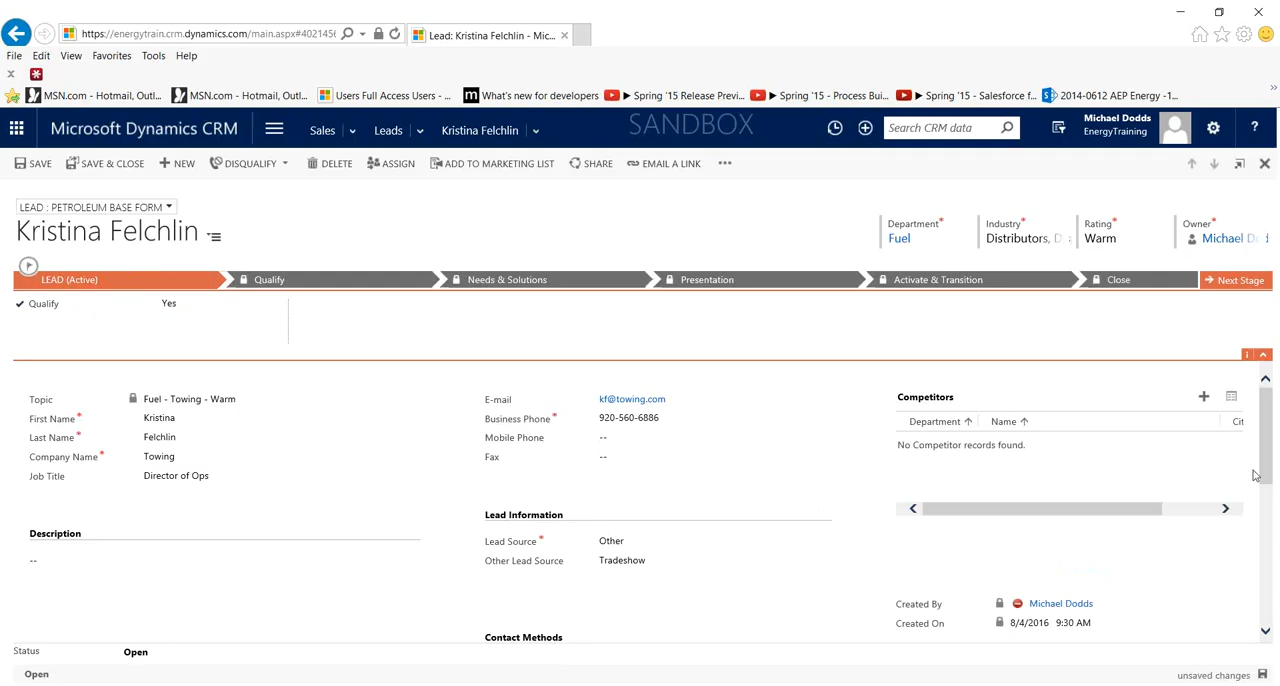 https://energytrain.crm.dynamics.com/main.aspx#4021456
Lead: Kristina Felchlin - Mic...
File Edit View Favorites Tools Help
x
MSN.com - Hotmail, Outl... MSN.com - Hotmail, Outl... Users Full Access Users - ... m What's new for developers ▶ Spring '15 Release Previ... ▶ Spring '15 - Process Bui... ▶ Spring '15 - Salesforce f... 2014-0612 AEP Energy -1... »
Microsoft Dynamics CRM Sales Leads Kristina Felchlin SANDBOX Search CRM data Michael Dodds ?
EnergyTraining
SAVE SAVE & CLOSE + NEW DISQUALIFY DELETE ASSIGN ADD TO MARKETING LIST SHARE EMAIL A LINK •••
LEAD : PETROLEUM BASE FORM
Kristina Felchlin
Department* Industry* Rating* Owner*
Fuel Distributors, D Warm Michael Do
LEAD (Active) Qualify Needs & Solutions Presentation Activate & Transition Close → Next Stage
Qualify Yes
Topic Fuel - Towing - Warm
First Name* Kristina
Last Name* Felchlin
Company Name* Towing
Job Title Director of Ops
Description
--
E-mail kf@towing.com
Business Phone* 920-560-6886
Mobile Phone --
Fax --
Lead Information
Lead Source* Other
Other Lead Source Tradeshow
Contact Methods
Competitors +
Department ↑ Name ↑ Cit
No Competitor records found.
Created By Michael Dodds
Created On 8/4/2016 9:30 AM
Status Open
Open unsaved changes